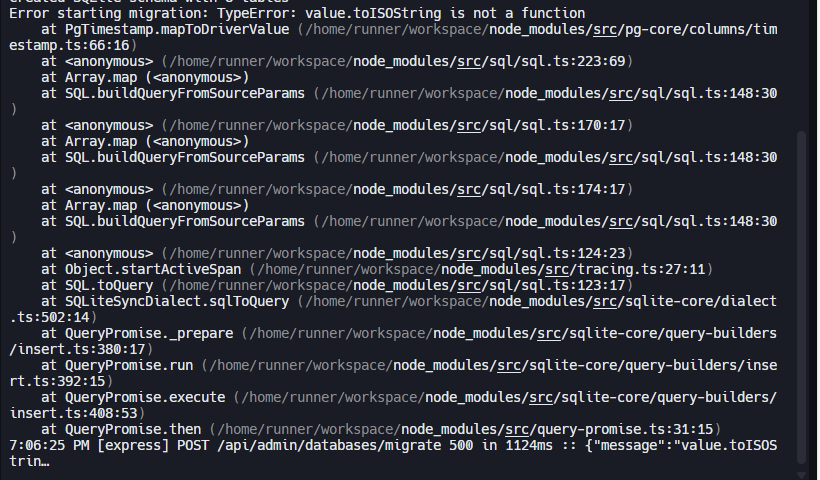 created SQLite schema with 8 tables
Error starting migration: TypeError: value.toISOString is not a function
    at PgTimestamp.mapToDriverValue (/home/runner/workspace/node_modules/src/pg-core/columns/tim
estamp.ts:66:16)
    at <anonymous> (/home/runner/workspace/node_modules/src/sql/sql.ts:223:69)
    at Array.map (<anonymous>)
    at SQL.buildQueryFromSourceParams (/home/runner/workspace/node_modules/src/sql/sql.ts:148:30
)
    at <anonymous> (/home/runner/workspace/node_modules/src/sql/sql.ts:170:17)
    at Array.map (<anonymous>)
    at SQL.buildQueryFromSourceParams (/home/runner/workspace/node_modules/src/sql/sql.ts:148:30
)
    at <anonymous> (/home/runner/workspace/node_modules/src/sql/sql.ts:174:17)
    at Array.map (<anonymous>)
    at SQL.buildQueryFromSourceParams (/home/runner/workspace/node_modules/src/sql/sql.ts:148:30
)
    at <anonymous> (/home/runner/workspace/node_modules/src/sql/sql.ts:124:23)
    at Object.startActiveSpan (/home/runner/workspace/node_modules/src/tracing.ts:27:11)
    at SQL.toQuery (/home/runner/workspace/node_modules/src/sql/sql.ts:123:17)
    at SQLiteSyncDialect.sqlToQuery (/home/runner/workspace/node_modules/src/sqlite-core/dialect
.ts:502:14)
    at QueryPromise._prepare (/home/runner/workspace/node_modules/src/sqlite-core/query-builders
/insert.ts:380:17)
    at QueryPromise.run (/home/runner/workspace/node_modules/src/sqlite-core/query-builders/inse
rt.ts:392:15)
    at QueryPromise.execute (/home/runner/workspace/node_modules/src/sqlite-core/query-builders/
insert.ts:408:53)
    at QueryPromise.then (/home/runner/workspace/node_modules/src/query-promise.ts:31:15)
7:06:25 PM [express] POST /api/admin/databases/migrate 500 in 1124ms :: {"message":"value.toISOS
trin…